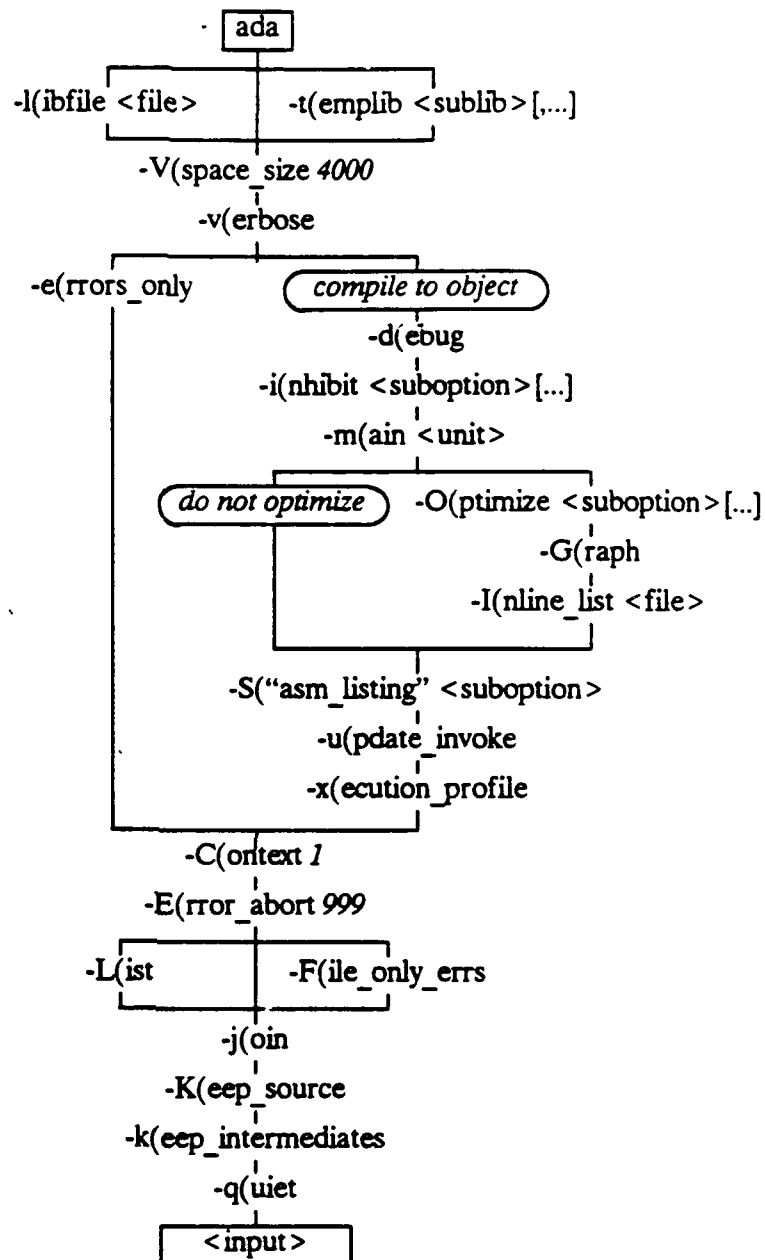 ada
-l(ibfile <file> -t(emplib <sublib>[,...]
-V(space_size 4000
-v(erbose
-e(rrors_only compile to object
-d(ebug
-i(nhibit <suboption>[...]
-m(ain <unit>
do not optimize -O(ptimize <suboption>[...]
-G(raph
-I(nline_list <file>
-S(“asm_listing” <suboption>
-u(pdate_invoke
-x(ecution_profile
-C(ontext 1
-E(rror_abort 999
-L(ist -F(ile_only_errs
-j(oin
-K(eep_source
-k(eep_intermediates
-q(uiet
<input>